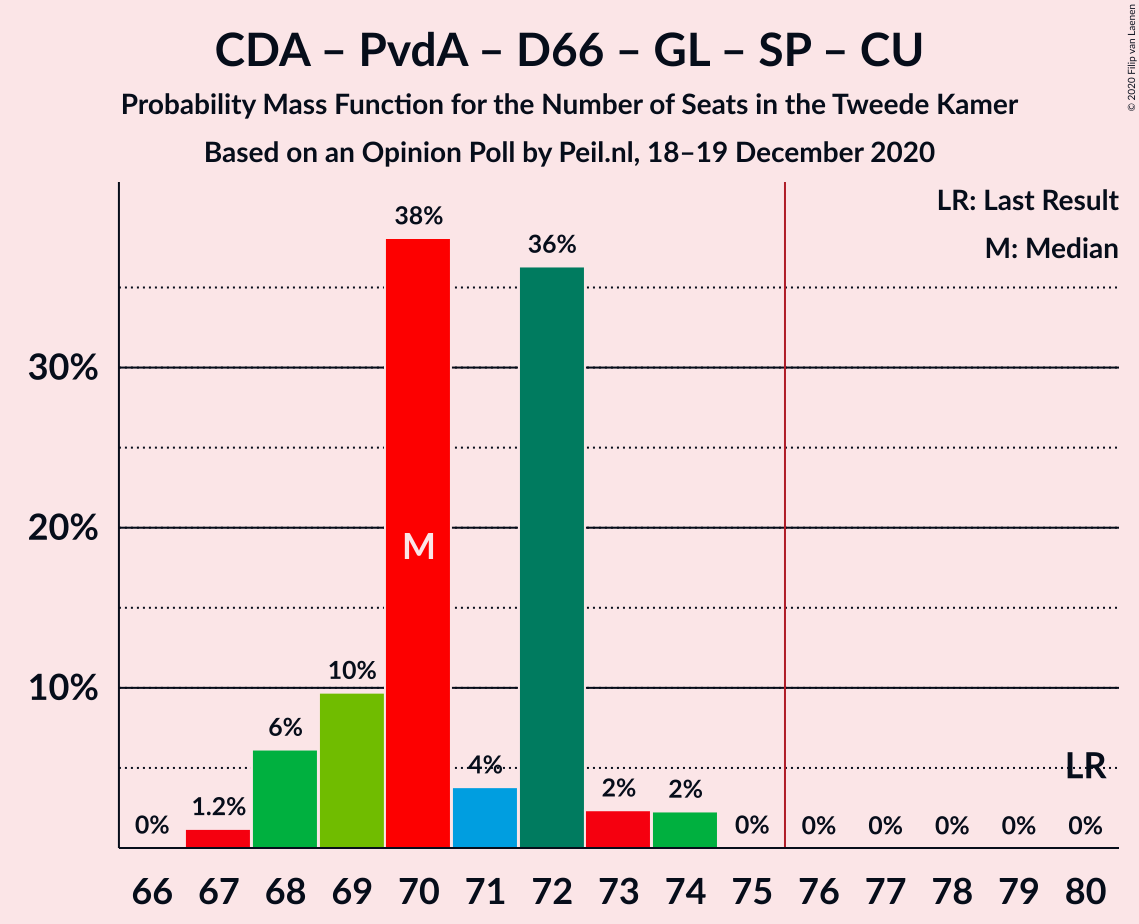 CDA – PvdA – D66 – GL – SP – CU
Probability Mass Function for the Number of Seats in the Tweede Kamer
Based on an Opinion Poll by Peil.nl, 18–19 December 2020
© 2020 Filip van Laenen
LR: Last Result
M: Median
38%
36%
30%
20%
M
10%
10%
6%
4%
LR
1.2%
2%
2%
0%
0%
0%
0%
0%
0%
0%
66 67 68 69 70 71 72 73 74 75 76 77 78 79 80